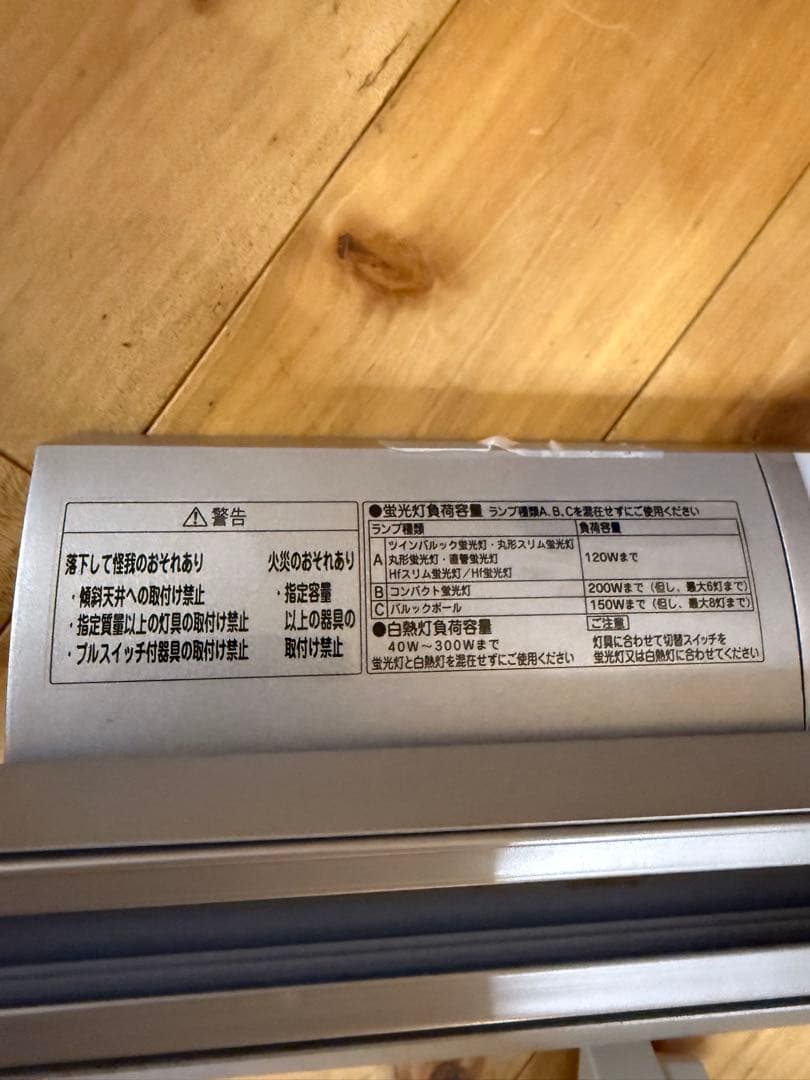 ⚠警告
落下して怪我のおそれあり
・傾斜天井への取付け禁止
・指定質量以上の灯具の取付け禁止
・プルスイッチ付器具の取付け禁止
火災のおそれあり
・指定容量
以上の器具の
取付け禁止
●蛍光灯負荷容量 ランプ種類A、B、Cを混在せずにご使用ください
ランプ種類 負荷容量
A ツインパルック蛍光灯・丸形スリム蛍光灯
丸形蛍光灯・直管蛍光灯
Hfスリム蛍光灯/Hf蛍光灯
120Wまで
B コンパクト蛍光灯 200Wまで(但し、最大6灯まで)
C パルックボール 150Wまで(但し、最大8灯まで)
●白熱灯負荷容量
40W~300Wまで
蛍光灯と白熱灯を混在せずにご使用ください
ご注意
灯具に合わせて切替スイッチを
蛍光灯又は白熱灯に合わせてください